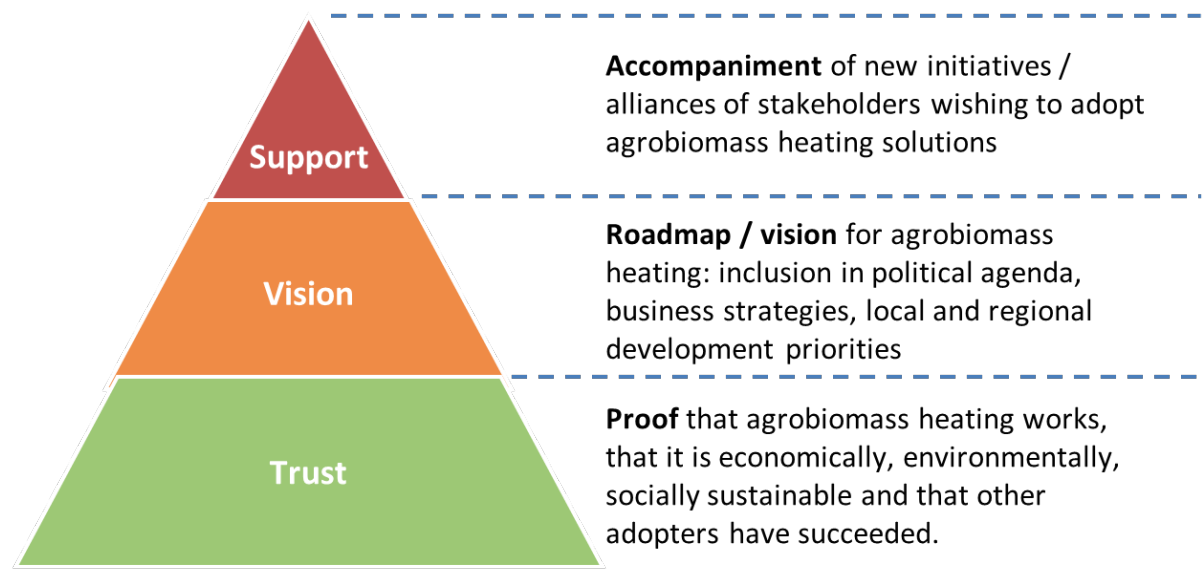 Support
Accompaniment of new initiatives /
alliances of stakeholders wishing to adopt
agrobiomass heating solutions
Vision
Roadmap / vision for agrobiomass
heating: inclusion in political agenda,
business strategies, local and regional
development priorities
Trust
Proof that agrobiomass heating works,
that it is economically, environmentally,
socially sustainable and that other
adopters have succeeded.